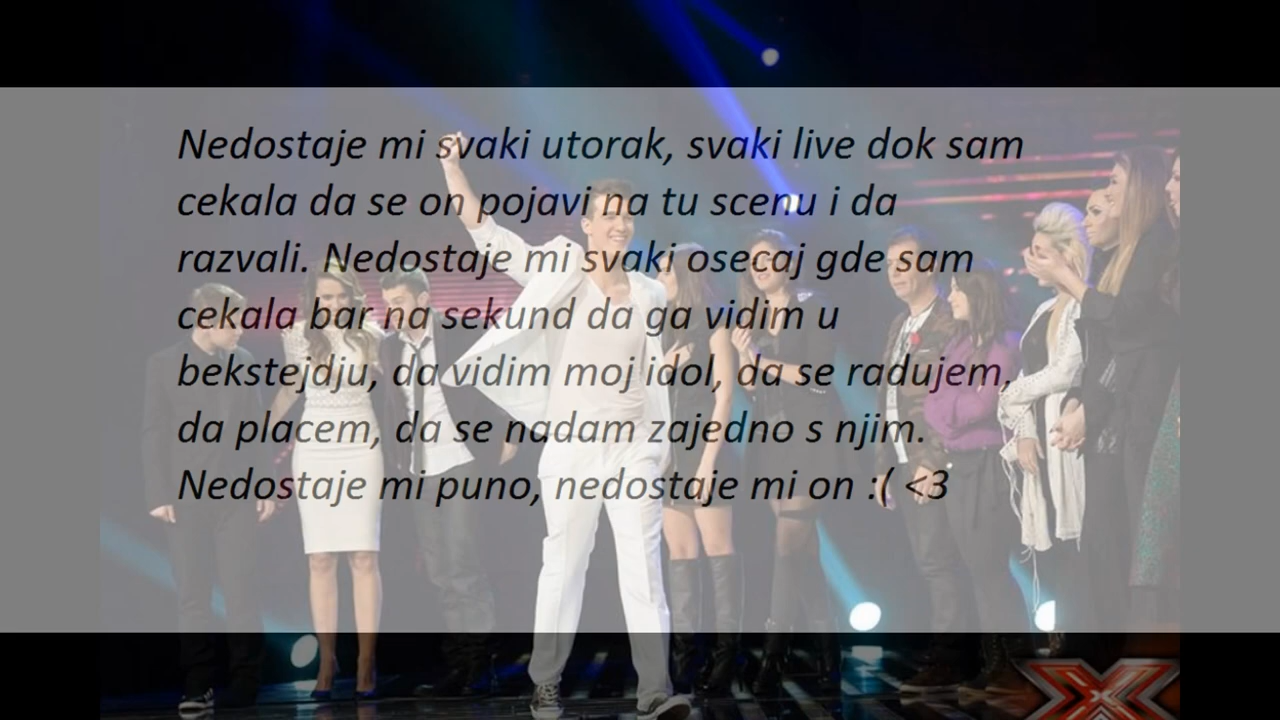 Nedostaje mi svaki utorak, svaki live dok sam
cekala da se on pojavi na tu scenu i da
razvali. Nedostaje mi svaki osecaj gde sam
cekala bar na sekund da ga vidim u
bekstejdju, da vidim moj idol, da se radujem,
da placem, da se nadam zajedno s njim.
Nedostaje mi puno, nedostaje mi on :( <3